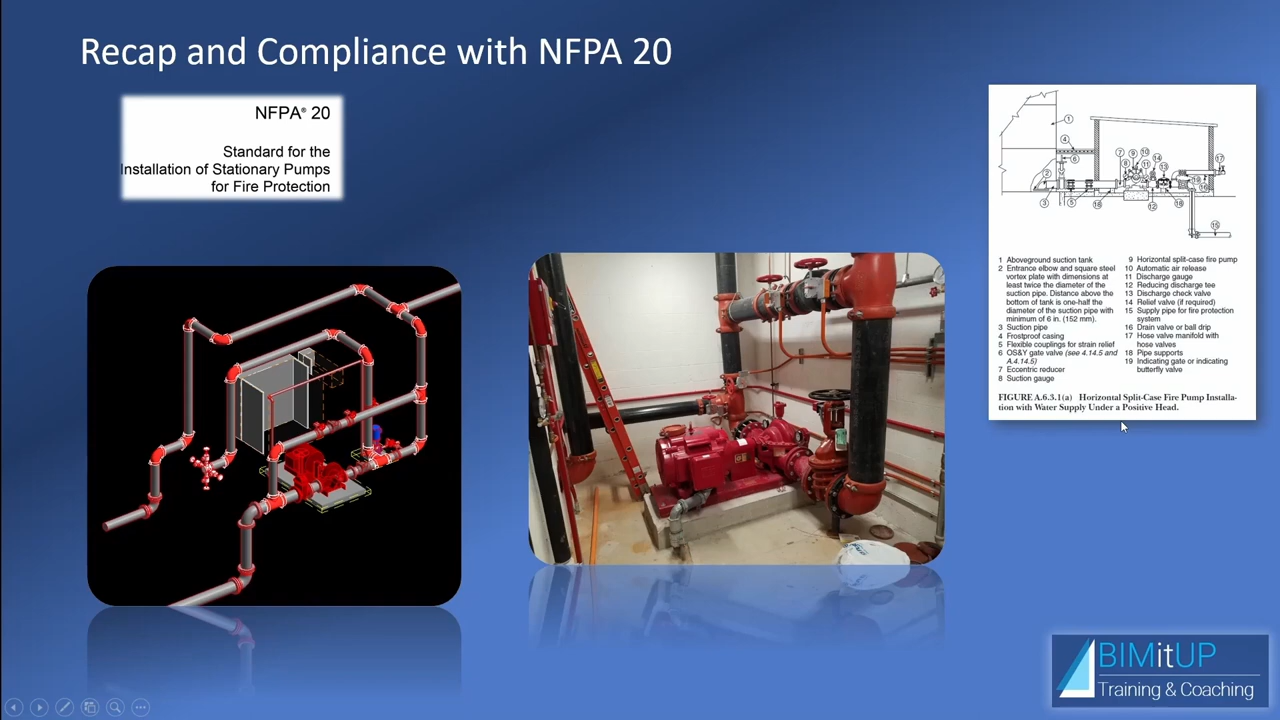 Recap and Compliance with NFPA 20
NFPA® 20
Standard for the
Installation of Stationary Pumps
for Fire Protection
1 Aboveground suction tank
2 Entrance elbow and square steel
vortex plate with dimensions at
least twice the diameter of the
suction pipe. Distance above the
bottom of tank is one-half the
diameter of the suction pipe with
minimum of 6 in. (152 mm).
3 Suction pipe
4 Frostproof casing
5 Flexible couplings for strain relief
6 OS&Y gate valve (see 4.14.5 and
A.4.14.5)
7 Eccentric reducer
8 Suction gauge
9 Horizontal split-case fire pump
10 Automatic air release
11 Discharge gauge
12 Reducing discharge tee
13 Discharge check valve
14 Relief valve (if required)
15 Supply pipe for fire protection
system
16 Drain valve or ball drip
17 Hose valve manifold with
hose valves
18 Pipe supports
19 Indicating gate or indicating
butterfly valve
FIGURE A.6.3.1(a) Horizontal Split-Case Fire Pump Installa-
tion with Water Supply Under a Positive Head.
BIMitUP
Training & Coaching